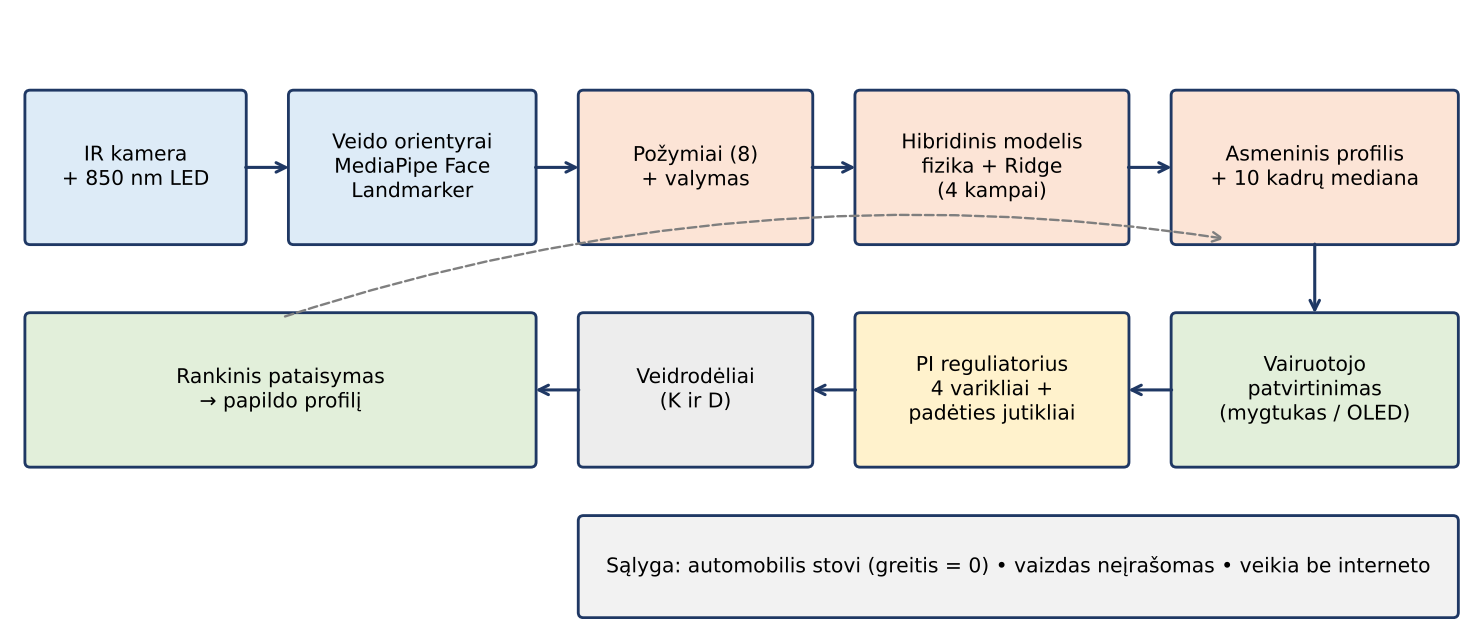 IR kamera
+ 850 nm LED
Veido orientyrai
MediaPipe Face
Landmarker
Požymiai (8)
+ valymas
Hibridinis modelis
fizika + Ridge
(4 kampai)
Asmeninis profilis
+ 10 kadrų mediana
Rankinis pataisymas
→ papildo profilį
Veidrodėliai
(K ir D)
PI reguliatorius
4 varikliai +
padėties jutikliai
Vairuotojo
patvirtinimas
(mygtukas / OLED)
Sąlyga: automobilis stovi (greitis = 0) • vaizdas neįrašomas • veikia be interneto